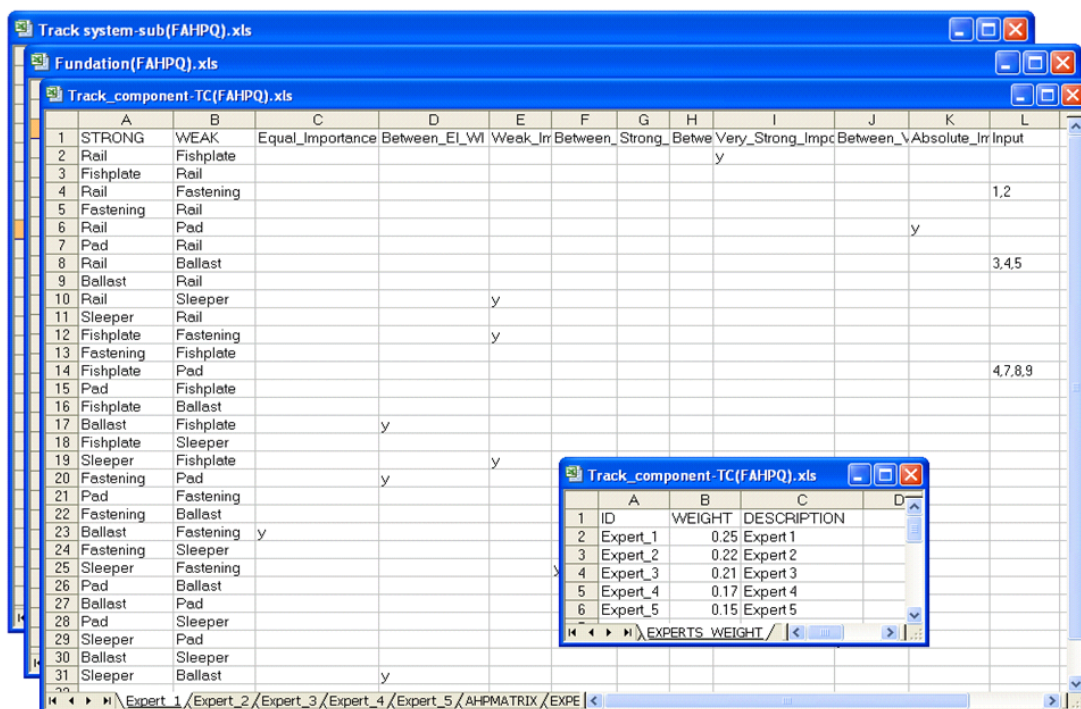 Track system-sub(FAHPQ).xls
Fundation(FAHPQ).xls
Track_component-TC(FAHPQ).xls
A B C D E F G H I J K L
1 STRONG WEAK Equal_Importance Between_EI_WI Weak_Im Between_ Strong_ Betwe Very_Strong_Impo Between_V Absolute_Im Input
2 Rail Fishplate y
3 Fishplate Rail
4 Rail Fastening 1,2
5 Fastening Rail
6 Rail Pad y
7 Pad Rail
8 Rail Ballast 3,4,5
9 Ballast Rail
10 Rail Sleeper y
11 Sleeper Rail
12 Fishplate Fastening y
13 Fastening Fishplate
14 Fishplate Pad 4,7,8,9
15 Pad Fishplate
16 Fishplate Ballast
17 Ballast Fishplate y
18 Fishplate Sleeper
19 Sleeper Fishplate y
20 Fastening Pad y
21 Pad Fastening
22 Fastening Ballast
23 Ballast Fastening y
24 Fastening Sleeper
25 Sleeper Fastening y
26 Pad Ballast
27 Ballast Pad
28 Pad Sleeper
29 Sleeper Pad
30 Ballast Sleeper
31 Sleeper Ballast y
Expert_1 Expert_2 Expert_3 Expert_4 Expert_5 AHPMATRIX EXPE
Track_component-TC(FAHPQ).xls
A B C D
1 ID WEIGHT DESCRIPTION
2 Expert_1 0.25 Expert 1
3 Expert_2 0.22 Expert 2
4 Expert_3 0.21 Expert 3
5 Expert_4 0.17 Expert 4
6 Expert_5 0.15 Expert 5
EXPERTS_WEIGHT